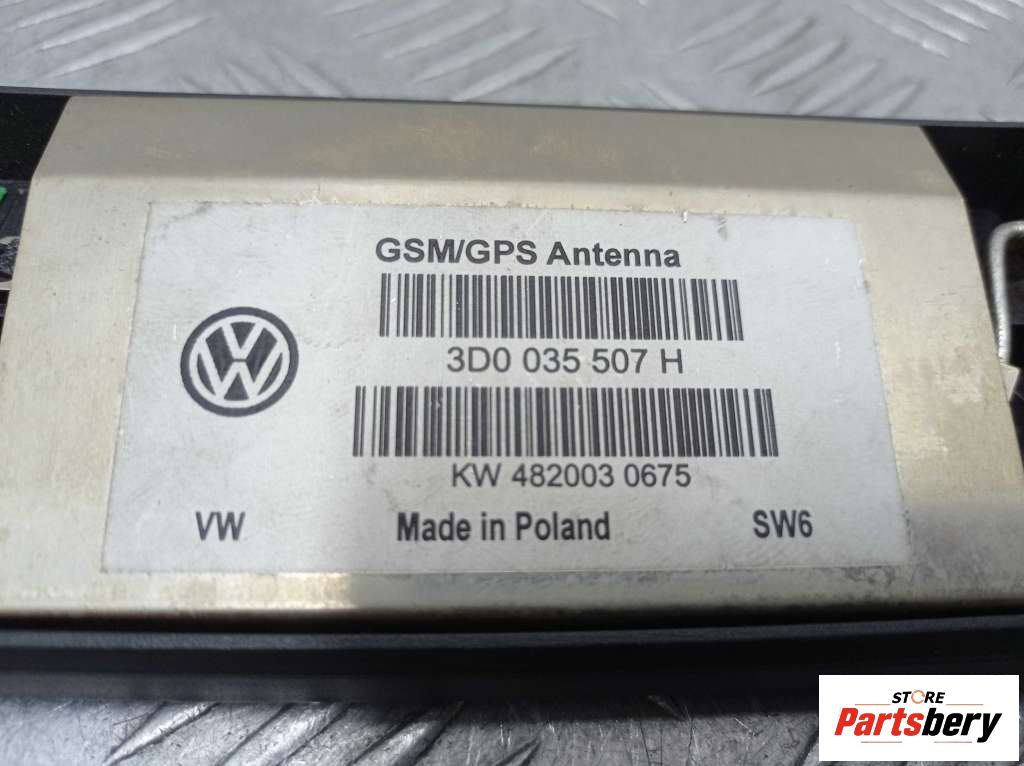 GSM/GPS Antenna
3D0 035 507 H
KW 482003 0675
VW Made in Poland SW6
STORE
Partsbery